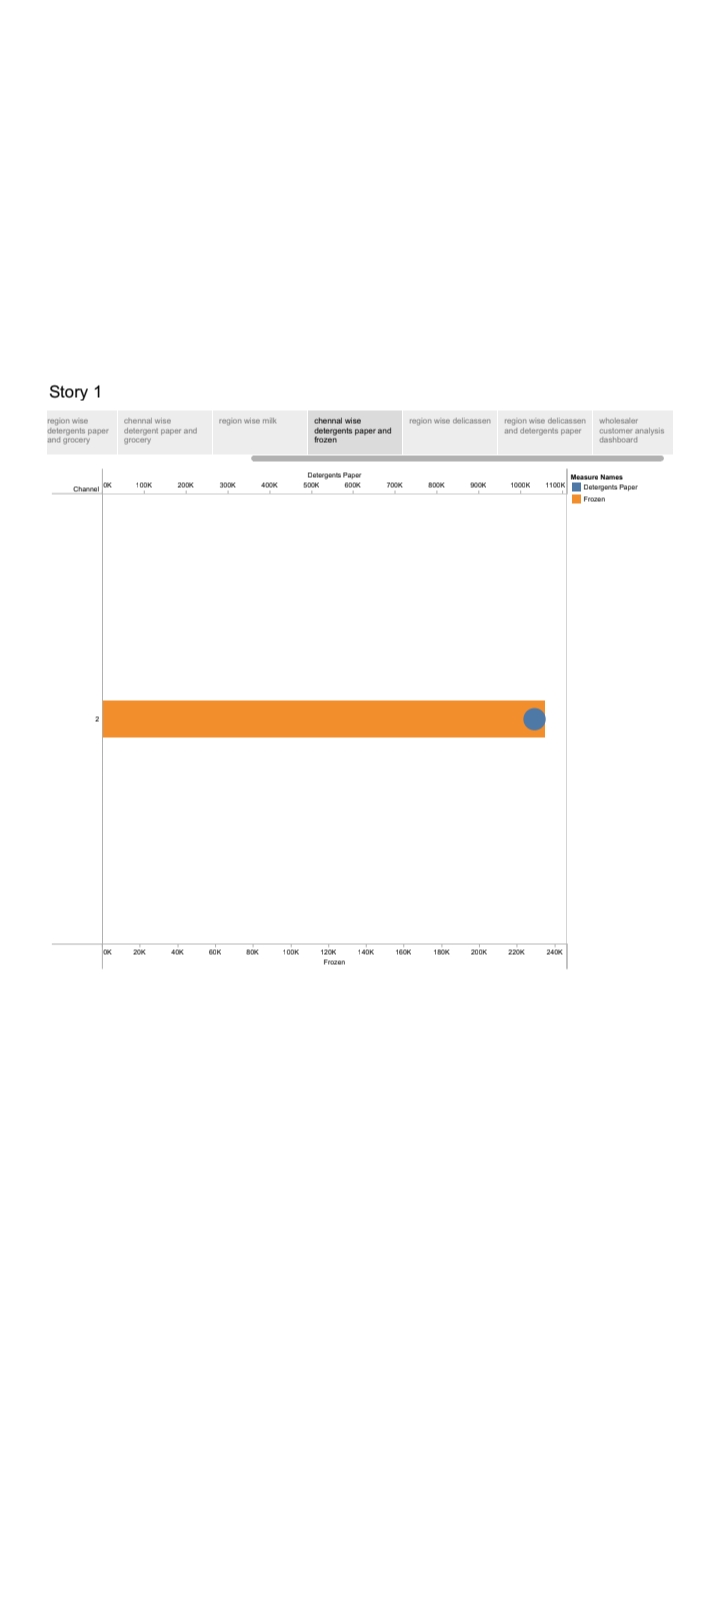 Story 1
region wise
detergents paper
and grocery
chennal wise
detergent paper and
grocery
region wise milk
chennal wise
detergents paper and
frozen
region wise delicassen
region wise delicassen
and detergents paper
wholesaler
customer analysis
dashboard
Detergents Paper
Channel 0K 100K 200K 300K 400K 500K 600K 700K 800K 900K 1000K 1100K
Measure Names
Detergents Paper
Frozen
2
0K 20K 40K 60K 80K 100K 120K 140K 160K 180K 200K 220K 240K
Frozen